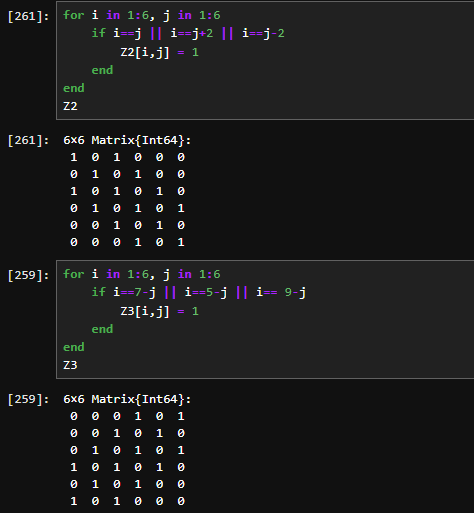 [261]: for i in 1:6, j in 1:6
if i==j || i==j+2 || i==j-2
Z2[i,j] = 1
end
end
Z2
[261]: 6×6 Matrix{Int64}:
1 0 1 0 0 0
0 1 0 1 0 0
1 0 1 0 1 0
0 1 0 1 0 1
0 0 1 0 1 0
0 0 0 1 0 1
[259]: for i in 1:6, j in 1:6
if i==7-j || i==5-j || i== 9-j
Z3[i,j] = 1
end
end
Z3
[259]: 6×6 Matrix{Int64}:
0 0 0 1 0 1
0 0 1 0 1 0
0 1 0 1 0 1
1 0 1 0 1 0
0 1 0 1 0 0
1 0 1 0 0 0